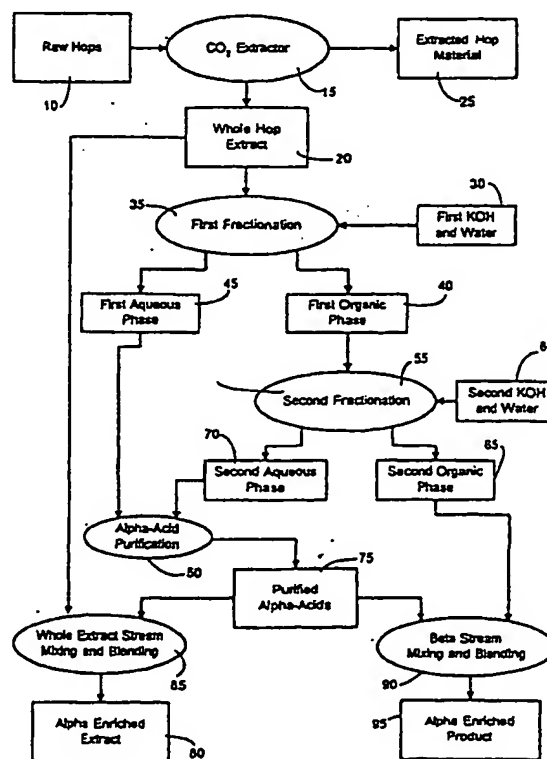 Raw Hops
CO2 Extractor
Extracted Hop
Material
10
15
25
Whole Hop
Extract
20
30
35
First Fractionation
First KOH
and Water
45
40
First Aqueous
Phase
First Organic
Phase
55
6
Second Fractionation
Second KOH
and Water
70
65
Second Aqueous
Phase
Second Organic
Phase
Alpha-Acid
Purification
50
75
Purified
Alpha-Acids
Whole Extract Stream
Mixing and Blending
Beta Stream
Mixing and Blending
85
90
95
Alpha Enriched
Extract
80
Alpha Enriched
Product